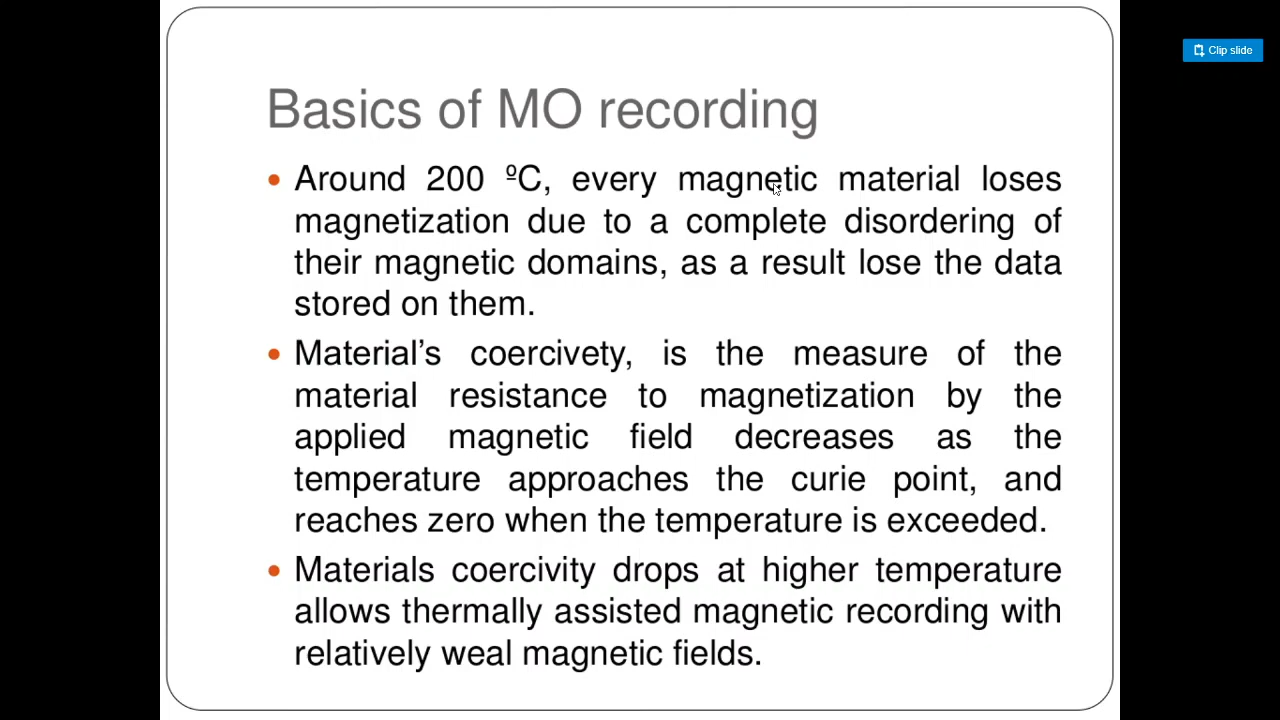 Clip slide
Basics of MO recording
• Around 200 ºC, every magnetic material loses
magnetization due to a complete disordering of
their magnetic domains, as a result lose the data
stored on them.
• Material’s coercivety, is the measure of the
material resistance to magnetization by the
applied magnetic field decreases as the
temperature approaches the curie point, and
reaches zero when the temperature is exceeded.
• Materials coercivity drops at higher temperature
allows thermally assisted magnetic recording with
relatively weal magnetic fields.